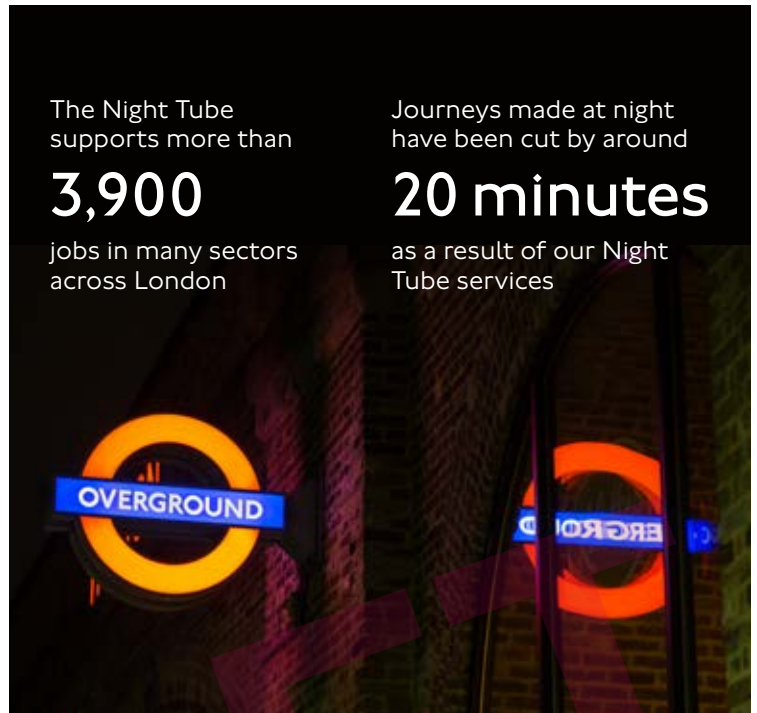 The Night Tube
supports more than
3,900
jobs in many sectors
across London
Journeys made at night
have been cut by around
20 minutes
as a result of our Night
Tube services
OVERGROUND